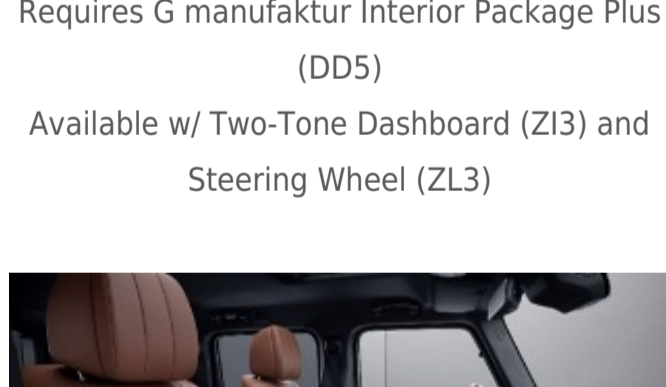 Requires G manufaktur Interior Package Plus
(DD5)
Available w/ Two-Tone Dashboard (ZI3) and
Steering Wheel (ZL3)